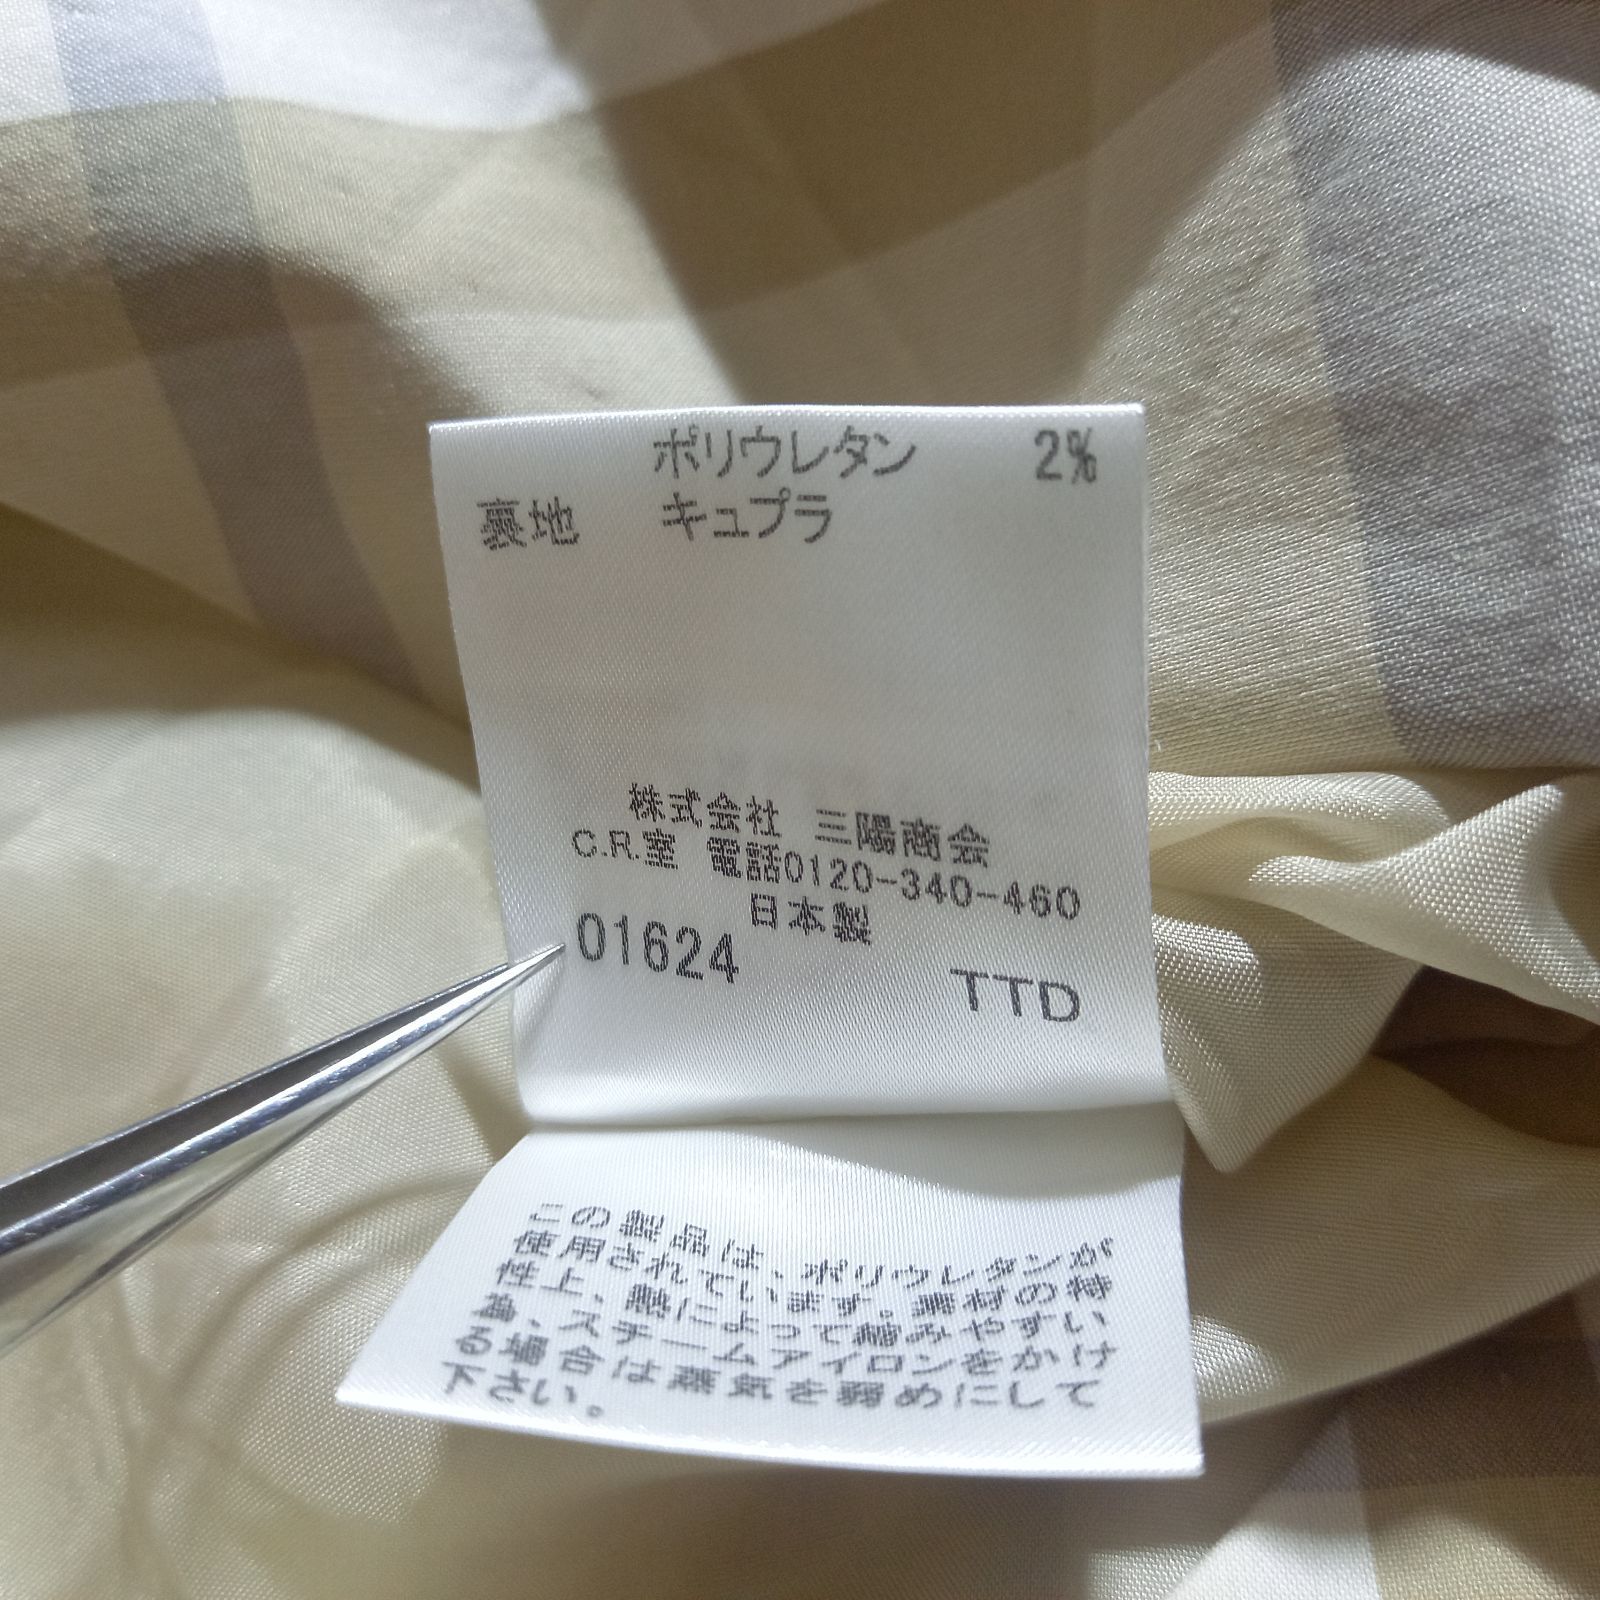 ポリウレタン 2%
裏地 キュプラ
株式会社 三陽商会
C.R.室 電話0120-340-460
日本製
01624
TTD
この製品は、ポリウレタンが
使用されています。素材の特
性上、熱によって縮みやすい
為、スチームアイロンをかけ
る場合は蒸気を弱めにして
下さい。